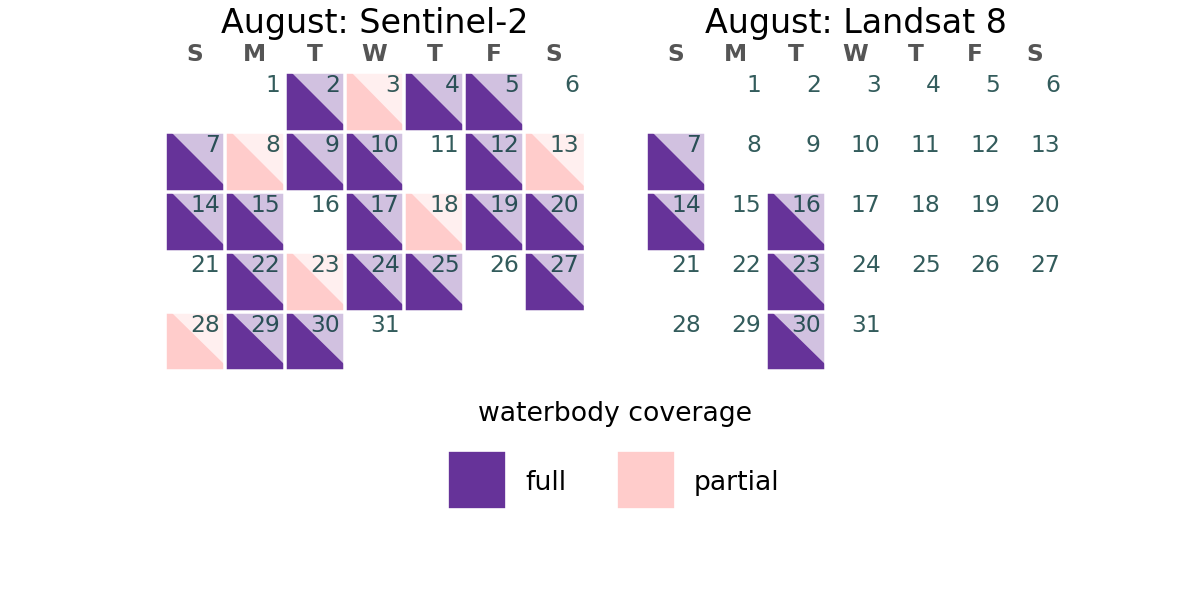 August: Sentinel-2
S M T W T F S
1 2 3 4 5 6
7 8 9 10 11 12 13
14 15 16 17 18 19 20
21 22 23 24 25 26 27
28 29 30 31
August: Landsat 8
S M T W T F S
1 2 3 4 5 6
7 8 9 10 11 12 13
14 15 16 17 18 19 20
21 22 23 24 25 26 27
28 29 30 31
waterbody coverage
full
partial